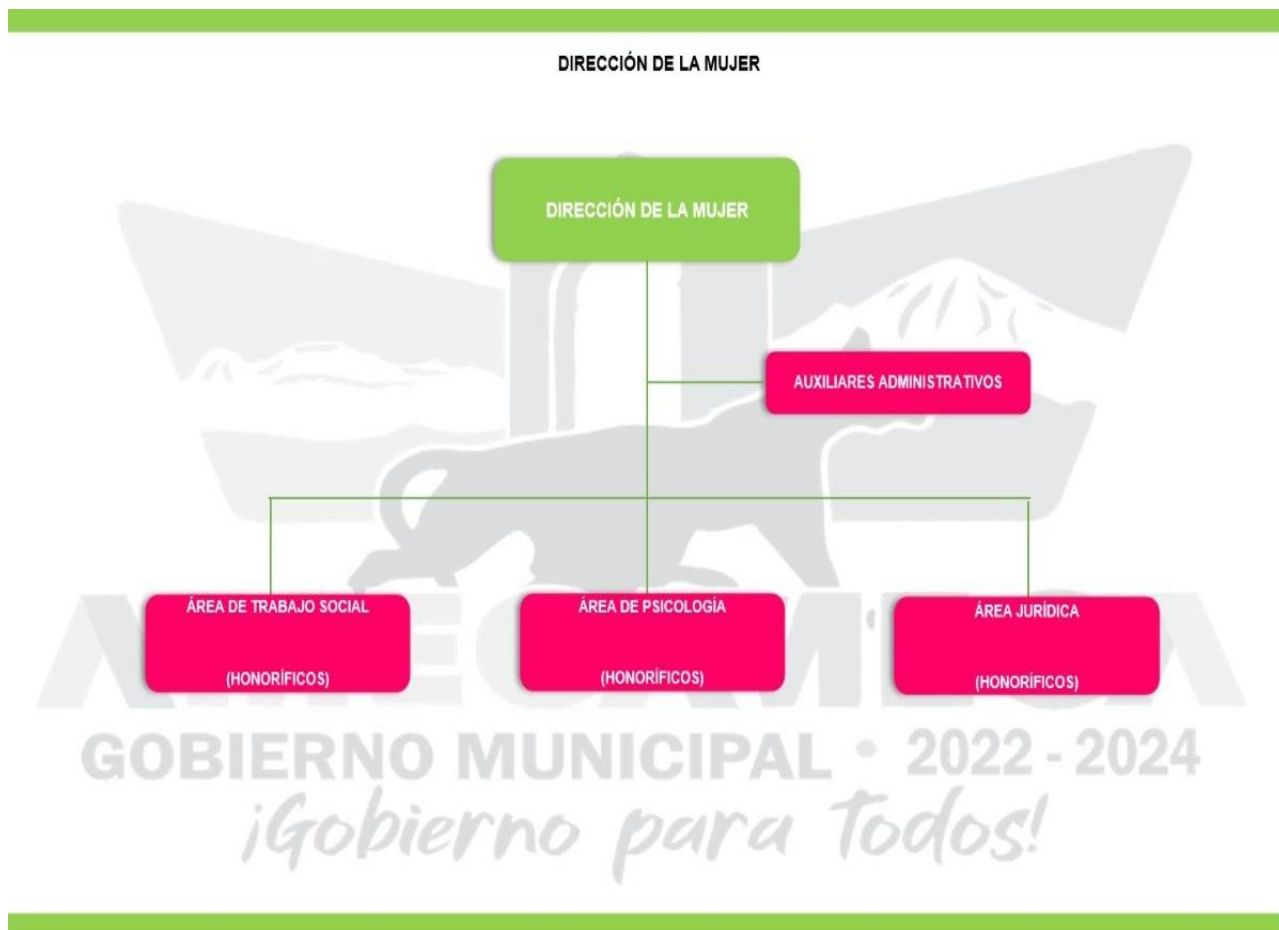 DIRECCIÓN DE LA MUJER
DIRECCIÓN DE LA MUJER
AUXILIARES ADMINISTRATIVOS
ÁREA DE TRABAJO SOCIAL
(HONORÍFICOS)
ÁREA DE PSICOLOGÍA
(HONORÍFICOS)
ÁREA JURÍDICA
(HONORÍFICOS)
AMECAMECA
GOBIERNO MUNICIPAL • 2022 - 2024
¡Gobierno para Todos!